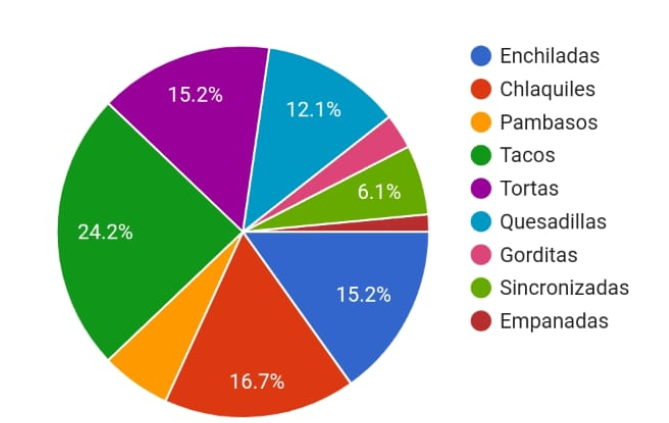 15.2%
12.1%
6.1%
24.2%
15.2%
16.7%
Enchiladas
Chlaquiles
Pambasos
Tacos
Tortas
Quesadillas
Gorditas
Sincronizadas
Empanadas